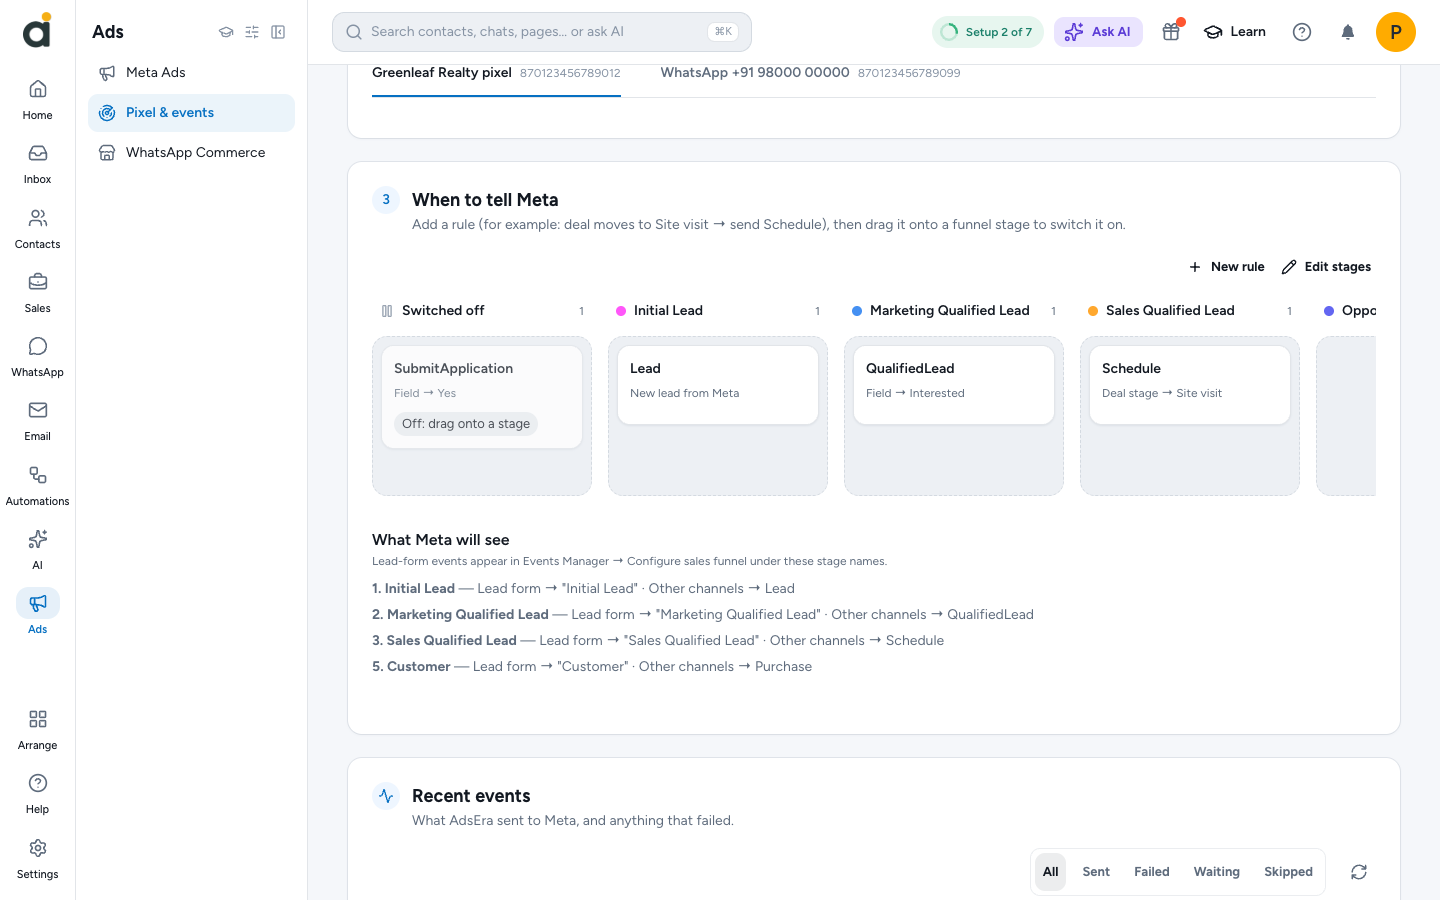 Ads
Search contacts, chats, pages... or ask AI
⌘K
Setup 2 of 7
Ask AI
Learn
P
Home
Inbox
Contacts
Sales
WhatsApp
Email
Automations
AI
Ads
Arrange
Help
Settings
Meta Ads
Pixel & events
WhatsApp Commerce
Greenleaf Realty pixel 870123456789012
WhatsApp +91 98000 00000 870123456789099
3
When to tell Meta
Add a rule (for example: deal moves to Site visit → send Schedule), then drag it onto a funnel stage to switch it on.
+ New rule
Edit stages
Switched off 1
Initial Lead 1
Marketing Qualified Lead 1
Sales Qualified Lead 1
Oppo
SubmitApplication
Field → Yes
Off: drag onto a stage
Lead
New lead from Meta
QualifiedLead
Field → Interested
Schedule
Deal stage → Site visit
What Meta will see
Lead-form events appear in Events Manager → Configure sales funnel under these stage names.
1. Initial Lead — Lead form → "Initial Lead" · Other channels → Lead
2. Marketing Qualified Lead — Lead form → "Marketing Qualified Lead" · Other channels → QualifiedLead
3. Sales Qualified Lead — Lead form → "Sales Qualified Lead" · Other channels → Schedule
5. Customer — Lead form → "Customer" · Other channels → Purchase
Recent events
What AdsEra sent to Meta, and anything that failed.
All
Sent
Failed
Waiting
Skipped